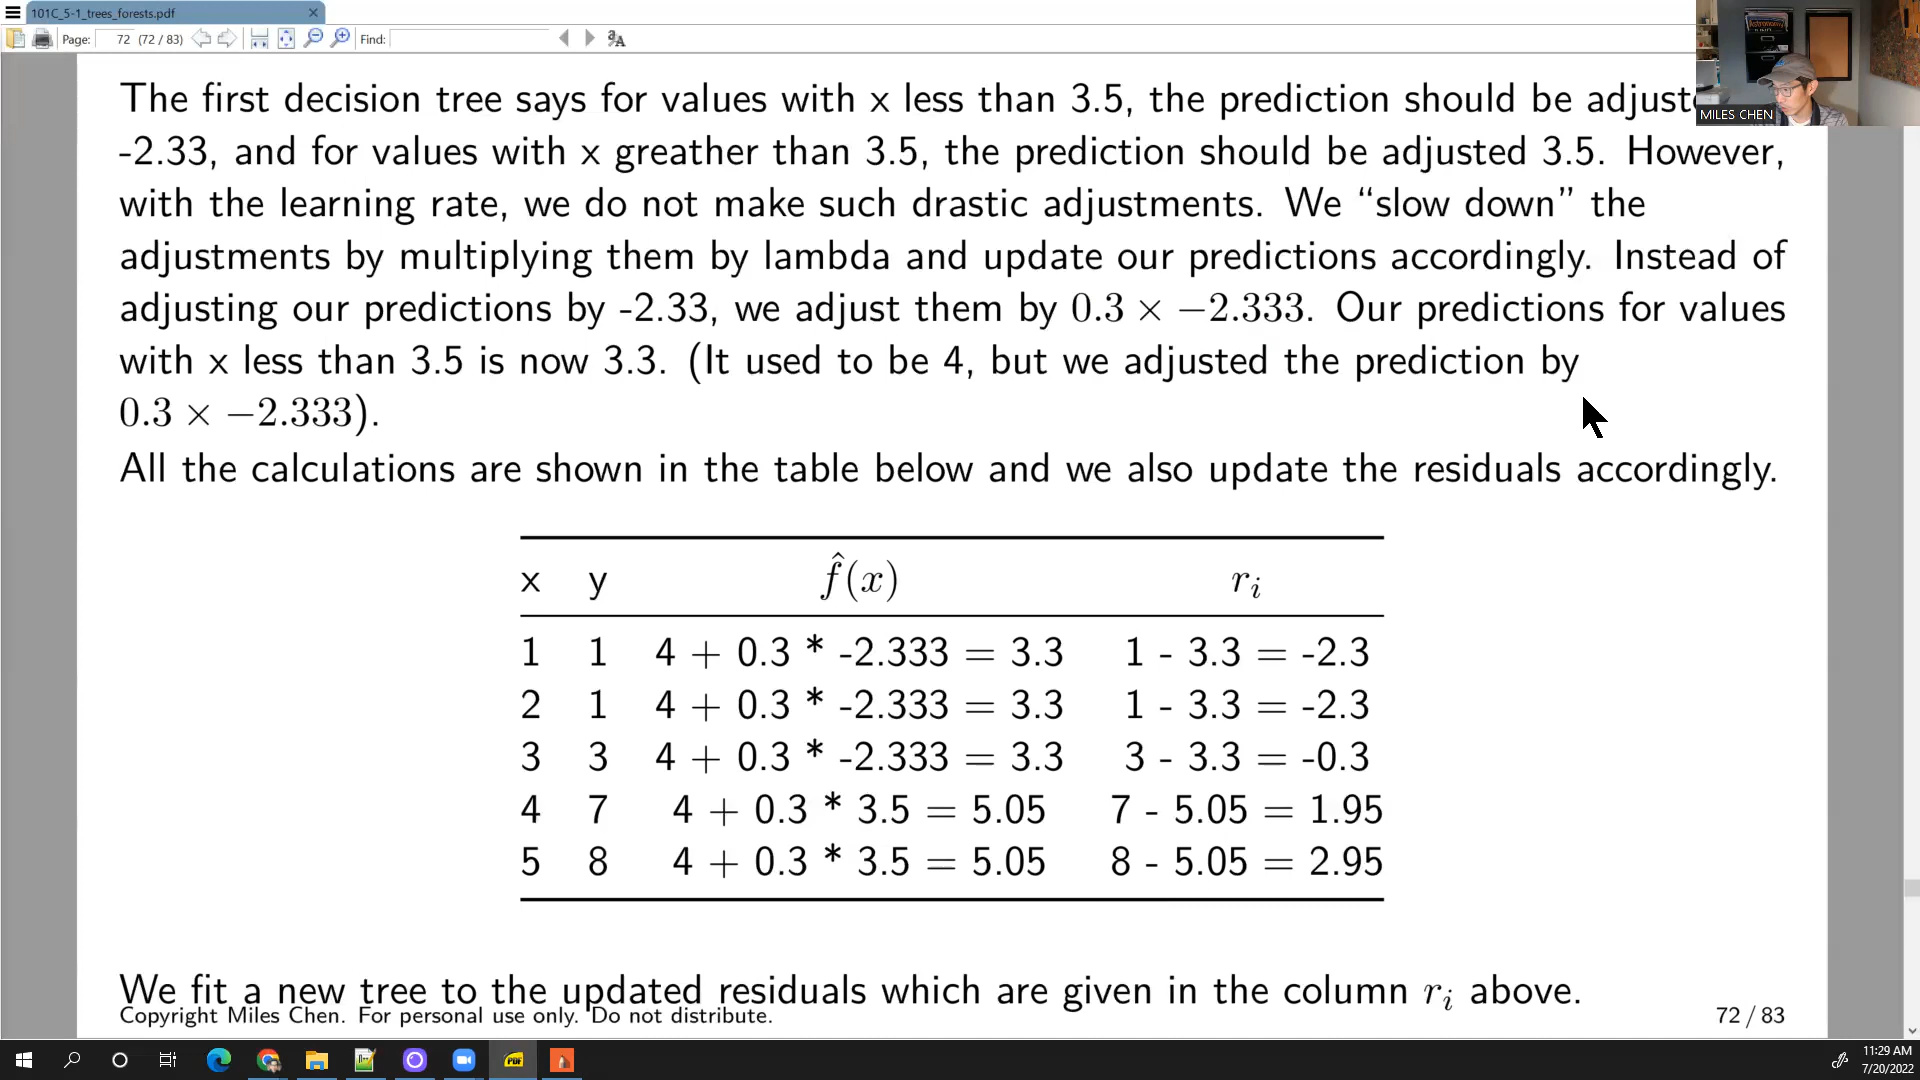 101C_5-1_trees_forests.pdf
Page: 72 (72 / 83) Find:
MILES CHEN
The first decision tree says for values with x less than 3.5, the prediction should be
-2.33, and for values with x greather than 3.5, the prediction should be adjusted 3.5. However,
with the learning rate, we do not make such drastic adjustments. We “slow down” the
adjustments by multiplying them by lambda and update our predictions accordingly. Instead of
adjusting our predictions by -2.33, we adjust them by 0.3 × −2.333. Our predictions for values
with x less than 3.5 is now 3.3. (It used to be 4, but we adjusted the prediction by
0.3 × −2.333).
All the calculations are shown in the table below and we also update the residuals accordingly.
x y f̂(x) rᵢ
1 1 4 + 0.3 * -2.333 = 3.3 1 - 3.3 = -2.3
2 1 4 + 0.3 * -2.333 = 3.3 1 - 3.3 = -2.3
3 3 4 + 0.3 * -2.333 = 3.3 3 - 3.3 = -0.3
4 7 4 + 0.3 * 3.5 = 5.05 7 - 5.05 = 1.95
5 8 4 + 0.3 * 3.5 = 5.05 8 - 5.05 = 2.95
We fit a new tree to the updated residuals which are given in the column rᵢ above.
Copyright Miles Chen. For personal use only. Do not distribute.
72 / 83
11:29 AM
7/20/2022